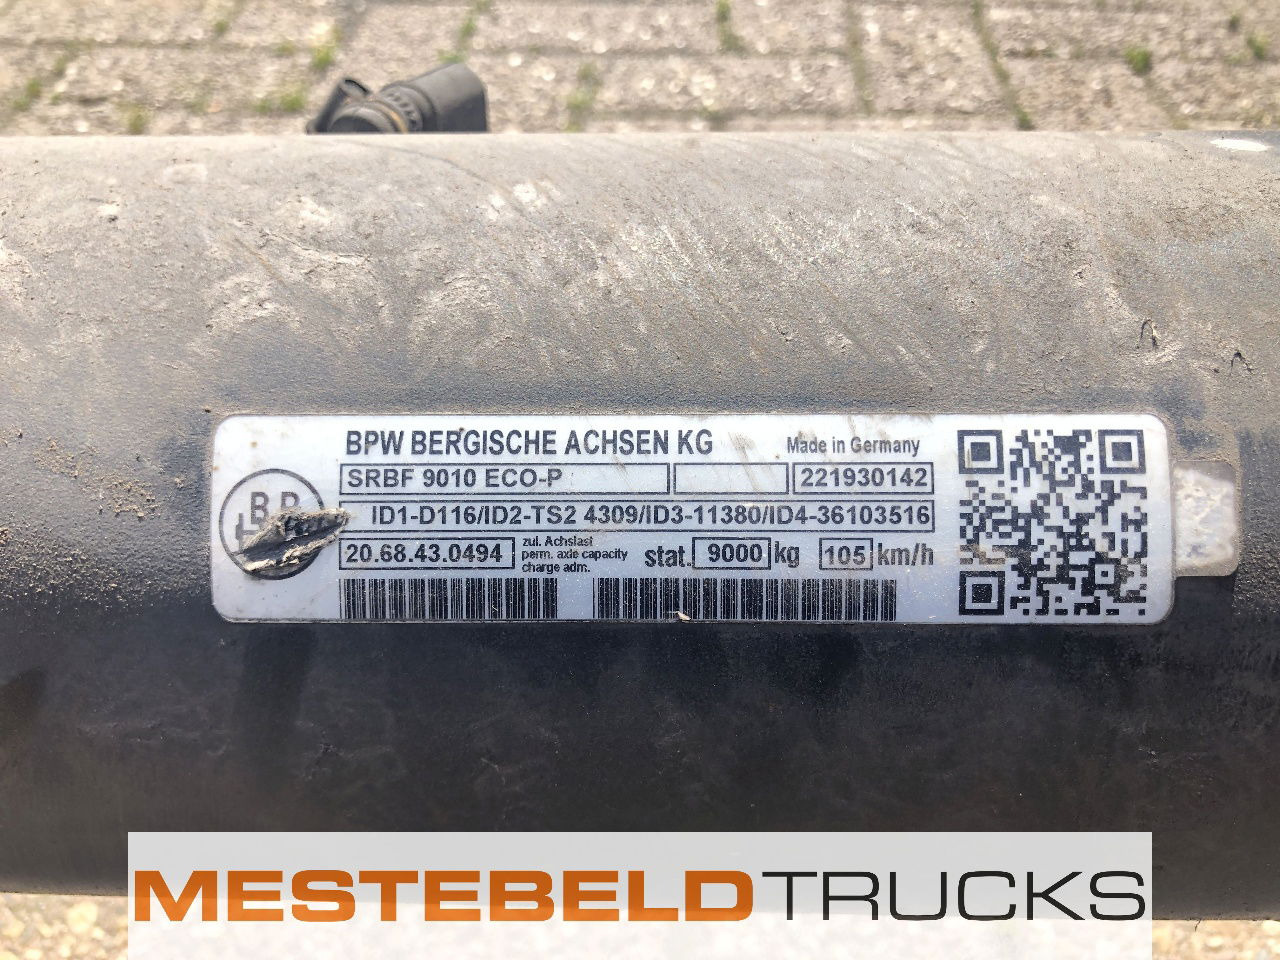 BPW BERGISCHE ACHSEN KG Made in Germany
SRBF 9010 ECO-P 221930142
ID1-D116/ID2-TS2 4309/ID3-11380/ID4-36103516
20.68.43.0494 zul. Achslast
perm. axle capacity
charge adm. stat. 9000 kg 105 km/h
MESTEBELDTRUCKS